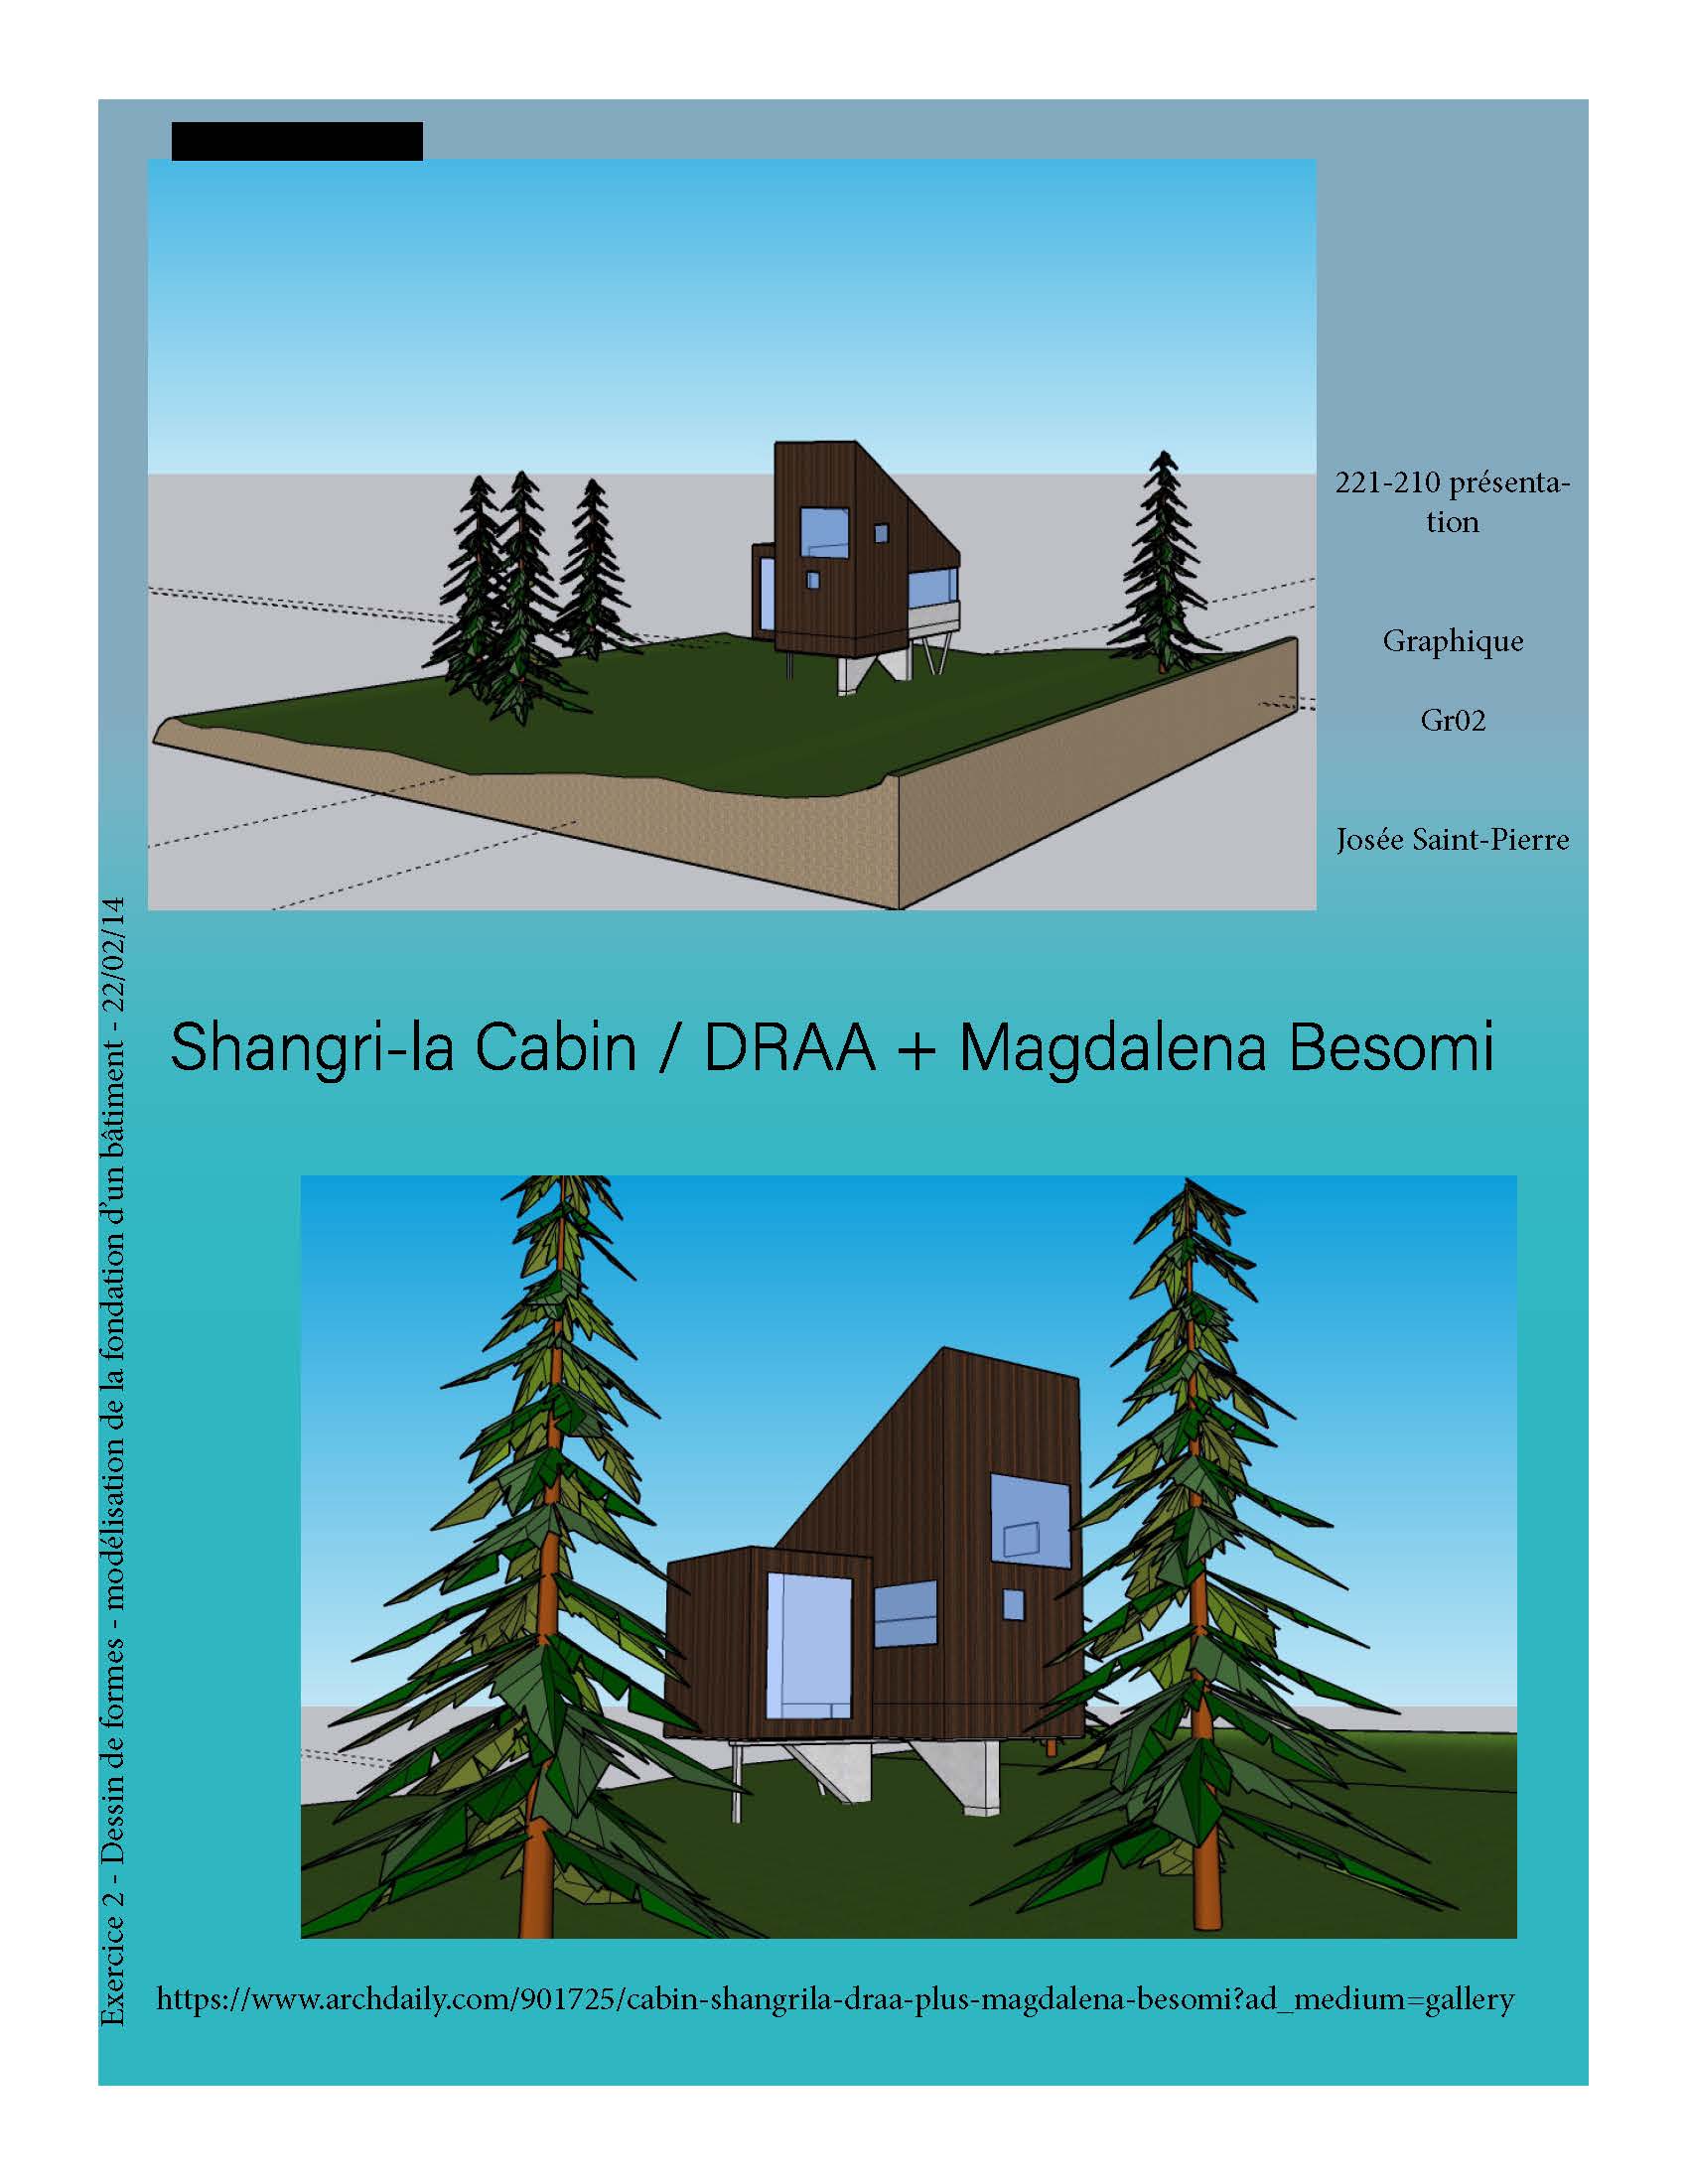 221-210 présenta-
tion
Graphique
Gr02
Josée Saint-Pierre
Shangri-la Cabin / DRAA + Magdalena Besomi
Exercice 2 - Dessin de formes - modélisation de la fondation d'un bâtiment - 22/02/14
https://www.archdaily.com/901725/cabin-shangrila-draa-plus-magdalena-besomi?ad_medium=gallery